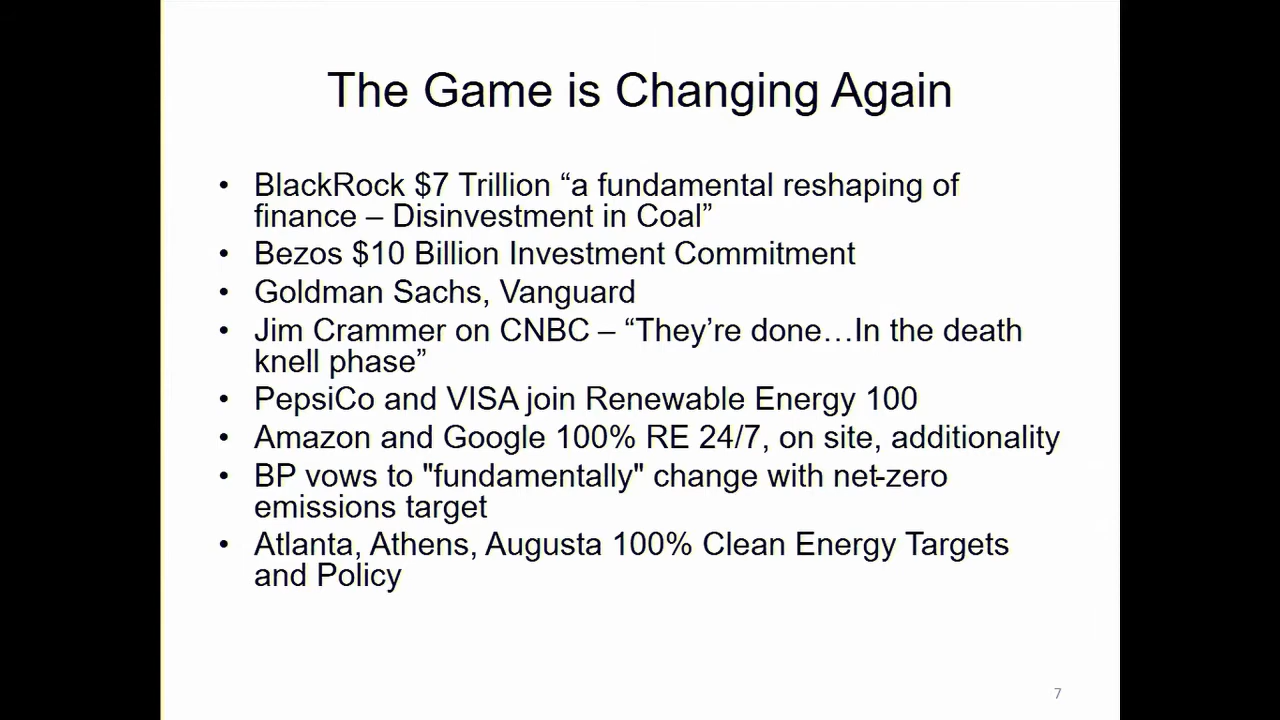 The Game is Changing Again
• BlackRock $7 Trillion “a fundamental reshaping of
finance – Disinvestment in Coal”
• Bezos $10 Billion Investment Commitment
• Goldman Sachs, Vanguard
• Jim Crammer on CNBC – “They’re done…In the death
knell phase”
• PepsiCo and VISA join Renewable Energy 100
• Amazon and Google 100% RE 24/7, on site, additionality
• BP vows to "fundamentally" change with net-zero
emissions target
• Atlanta, Athens, Augusta 100% Clean Energy Targets
and Policy
7